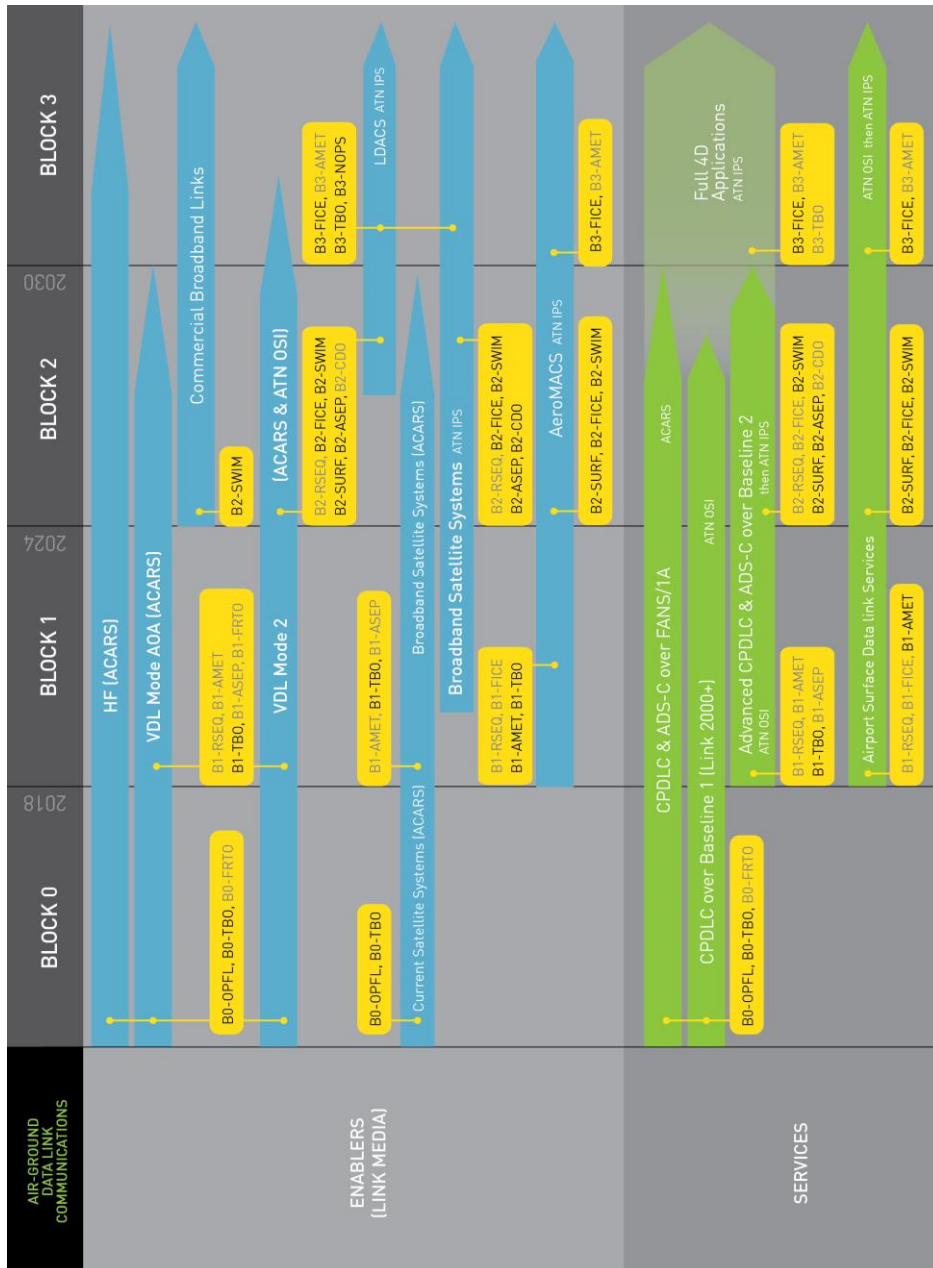 AIR-GROUND
DATA LINK
COMMUNICATIONS
BLOCK 0
2018
BLOCK 1
2024
BLOCK 2
2030
BLOCK 3
ENABLERS
(LINK MEDIA)
HF (ACARS)
VDL Mode A0A (ACARS)
Commercial Broadband Links
B0-OPFL, B0-TBO, B0-FRTO
B1-RSEQ, B1-AMET
B1-TBO, B1-ASEP, B1-FRTO
B2-SWIM
VDL Mode 2
(ACARS & ATN OSI)
B0-OPFL, B0-TBO
B1-AMET, B1-TBO, B1-ASEP
B2-RSEQ, B2-FICE, B2-SWIM
B2-SURF, B2-ASEP, B2-CDO
B3-FICE, B3-AMET
B3-TBO, B3-NOPS
LDACS ATN IPS
Current Satellite Systems (ACARS)
Broadband Satellite Systems (ACARS)
Broadband Satellite Systems ATN IPS
B1-RSEQ, B1-FICE
B1-AMET, B1-TBO
B2-RSEQ, B2-FICE, B2-SWIM
B2-ASEP, B2-CDO
AeroMACS ATN IPS
B2-SURF, B2-FICE, B2-SWIM
B3-FICE, B3-AMET
SERVICES
CPDLC & ADS-C over FANS/1A
ACARS
CPDLC over Baseline 1 (Link 2000+)
ATN OSI
Advanced CPDLC & ADS-C over Baseline 2
ATN OSI
then ATN IPS
Full 4D
Applications
ATN IPS
B0-OPFL, B0-TBO, B0-FRTO
B1-RSEQ, B1-AMET
B1-TBO, B1-ASEP
B2-RSEQ, B2-FICE, B2-SWIM
B2-SURF, B2-ASEP, B2-CDO
B3-FICE, B3-AMET
B3-TBO
Airport Surface Data link Services
ATN OSI then ATN IPS
B1-RSEQ, B1-FICE, B1-AMET
B2-SURF, B2-FICE, B2-SWIM
B3-FICE, B3-AMET